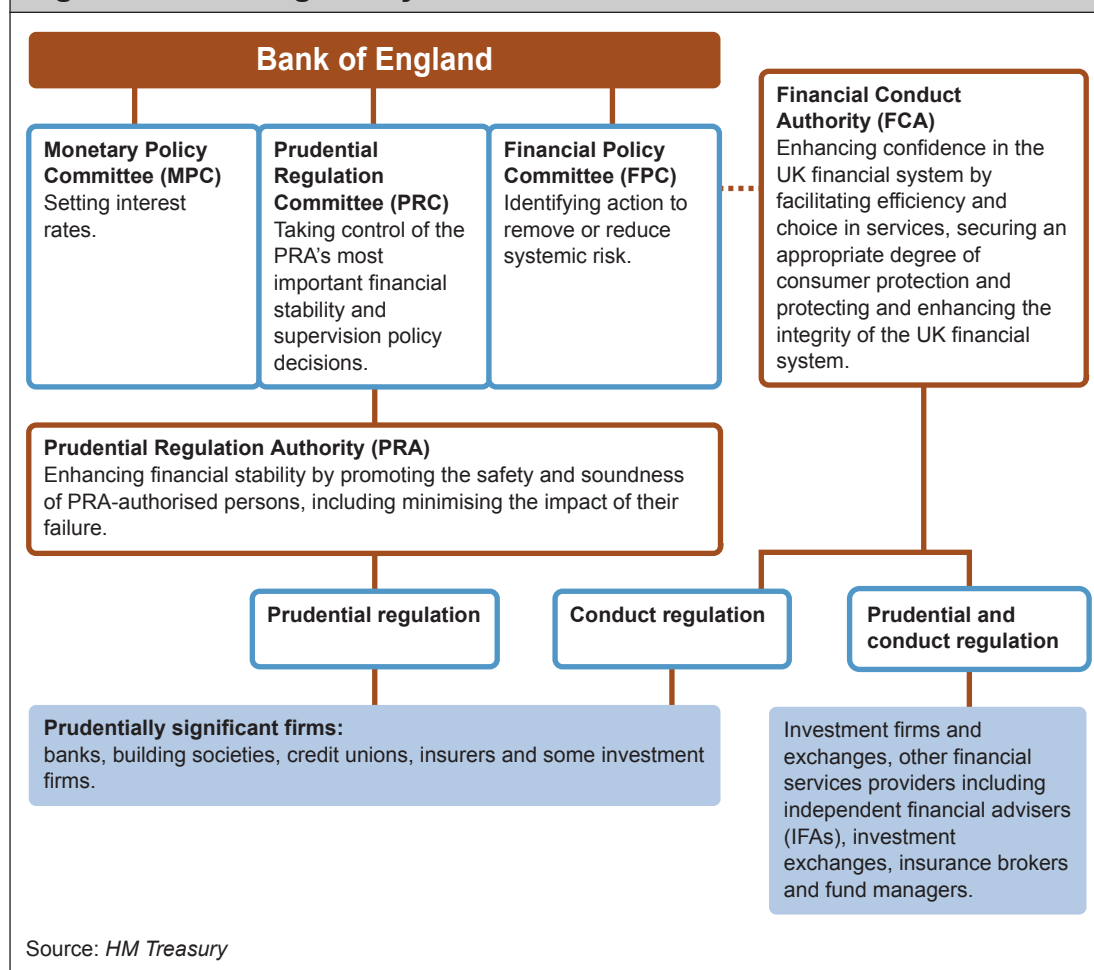 Bank of England
Monetary Policy
Committee (MPC)
Setting interest
rates.
Prudential
Regulation
Committee (PRC)
Taking control of the
PRA's most
important financial
stability and
supervision policy
decisions.
Financial Policy
Committee (FPC)
Identifying action to
remove or reduce
systemic risk.
Financial Conduct
Authority (FCA)
Enhancing confidence in the
UK financial system by
facilitating efficiency and
choice in services, securing an
appropriate degree of
consumer protection and
protecting and enhancing the
integrity of the UK financial
system.
Prudential Regulation Authority (PRA)
Enhancing financial stability by promoting the safety and soundness
of PRA-authorised persons, including minimising the impact of their
failure.
Prudential regulation
Conduct regulation
Prudential and
conduct regulation
Prudentially significant firms:
banks, building societies, credit unions, insurers and some investment
firms.
Investment firms and
exchanges, other financial
services providers including
independent financial advisers
(IFAs), investment
exchanges, insurance brokers
and fund managers.
Source: HM Treasury